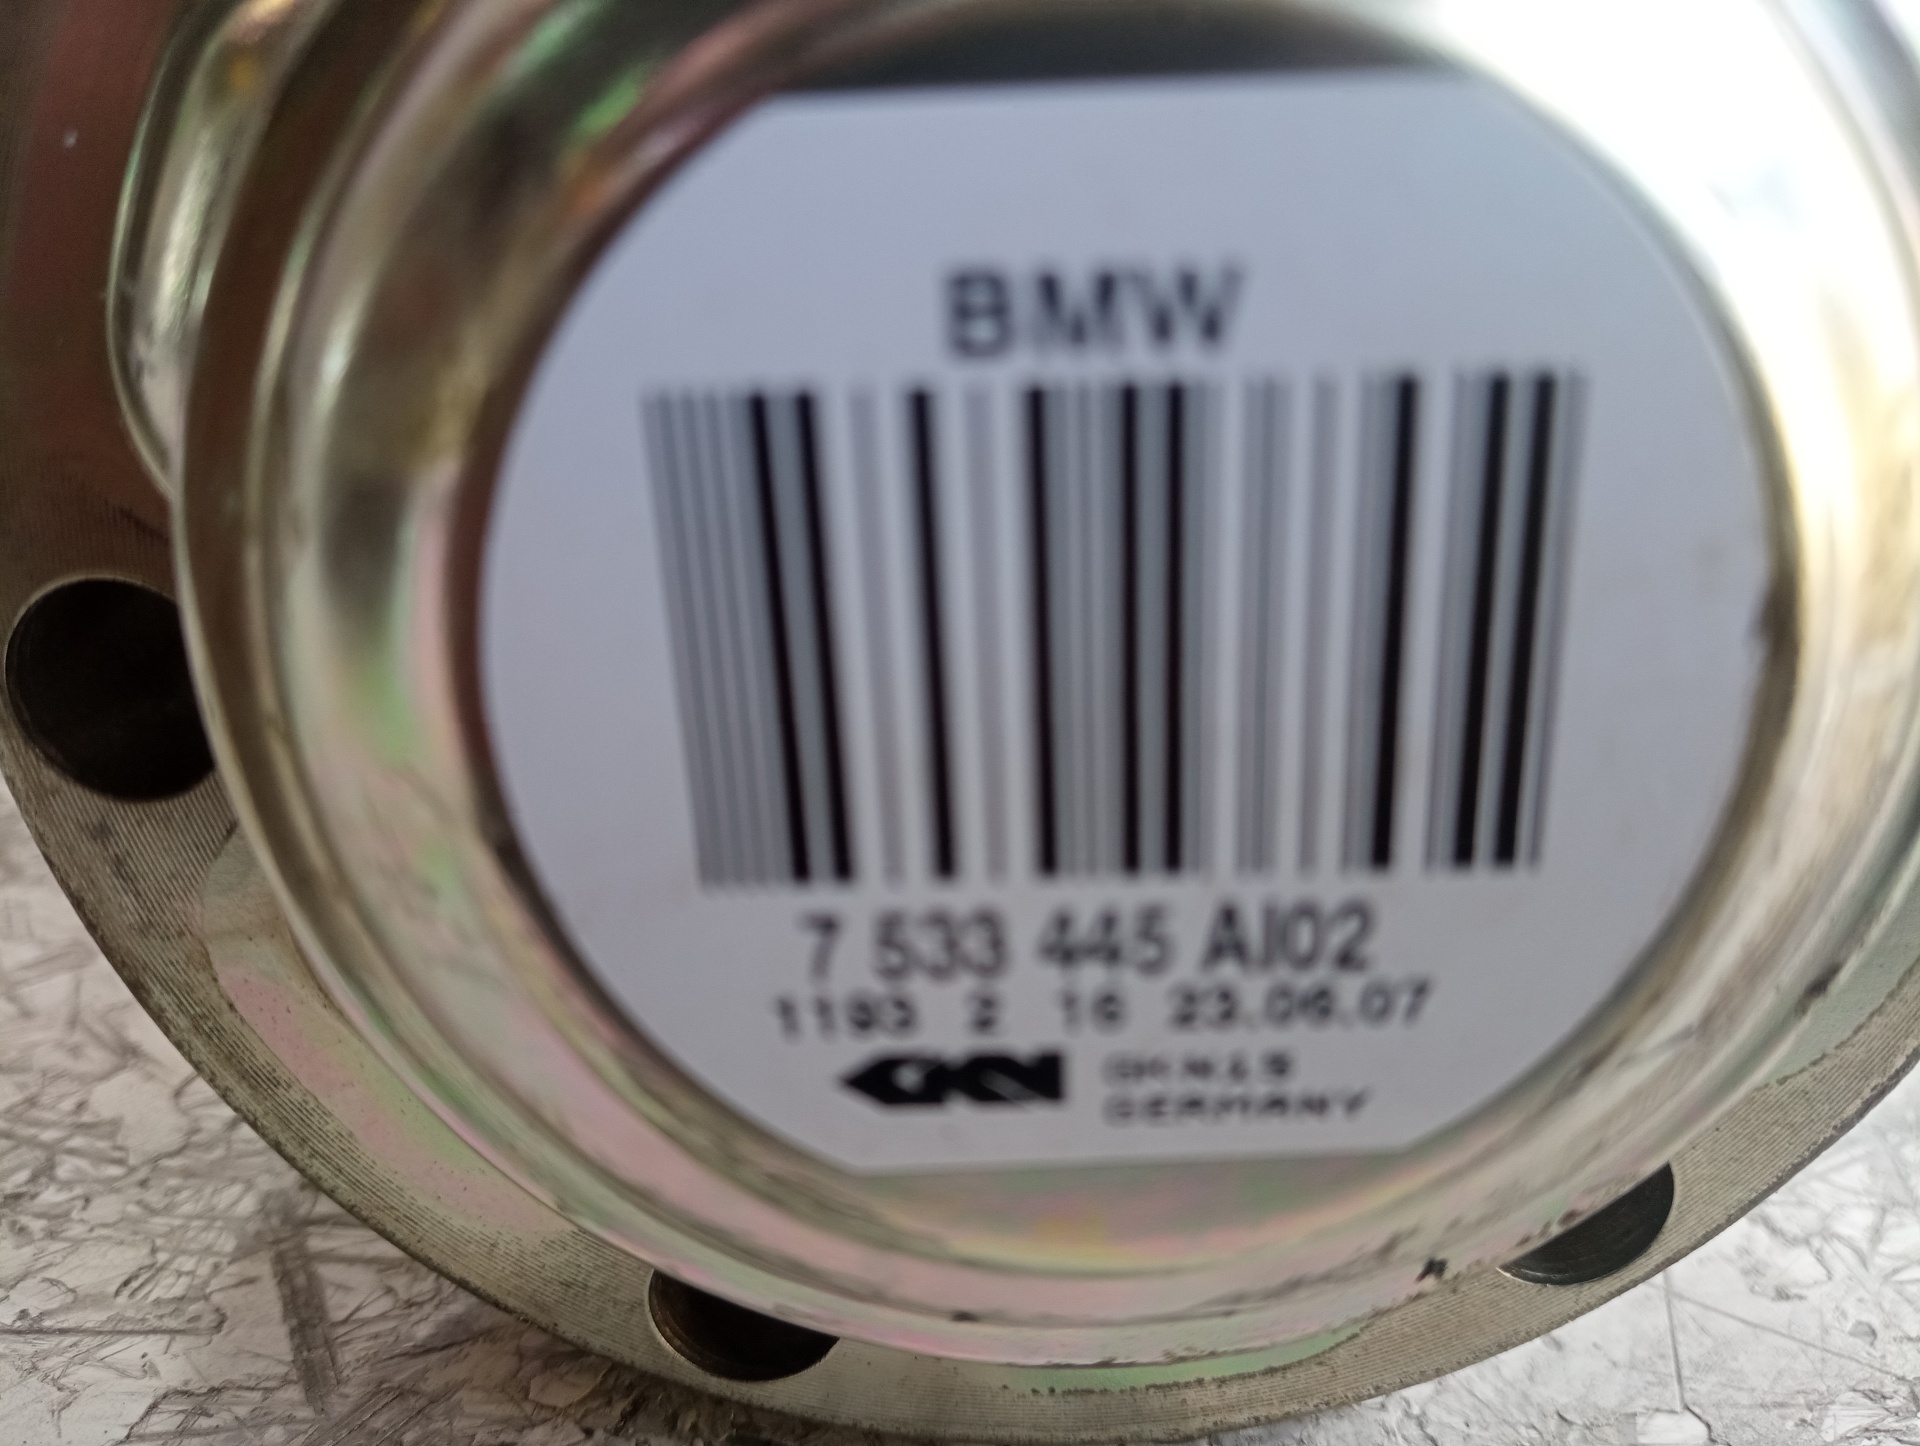 BMW
7 533 445 AI02
1193 2 16 23.06.07
GKN
GERMANY